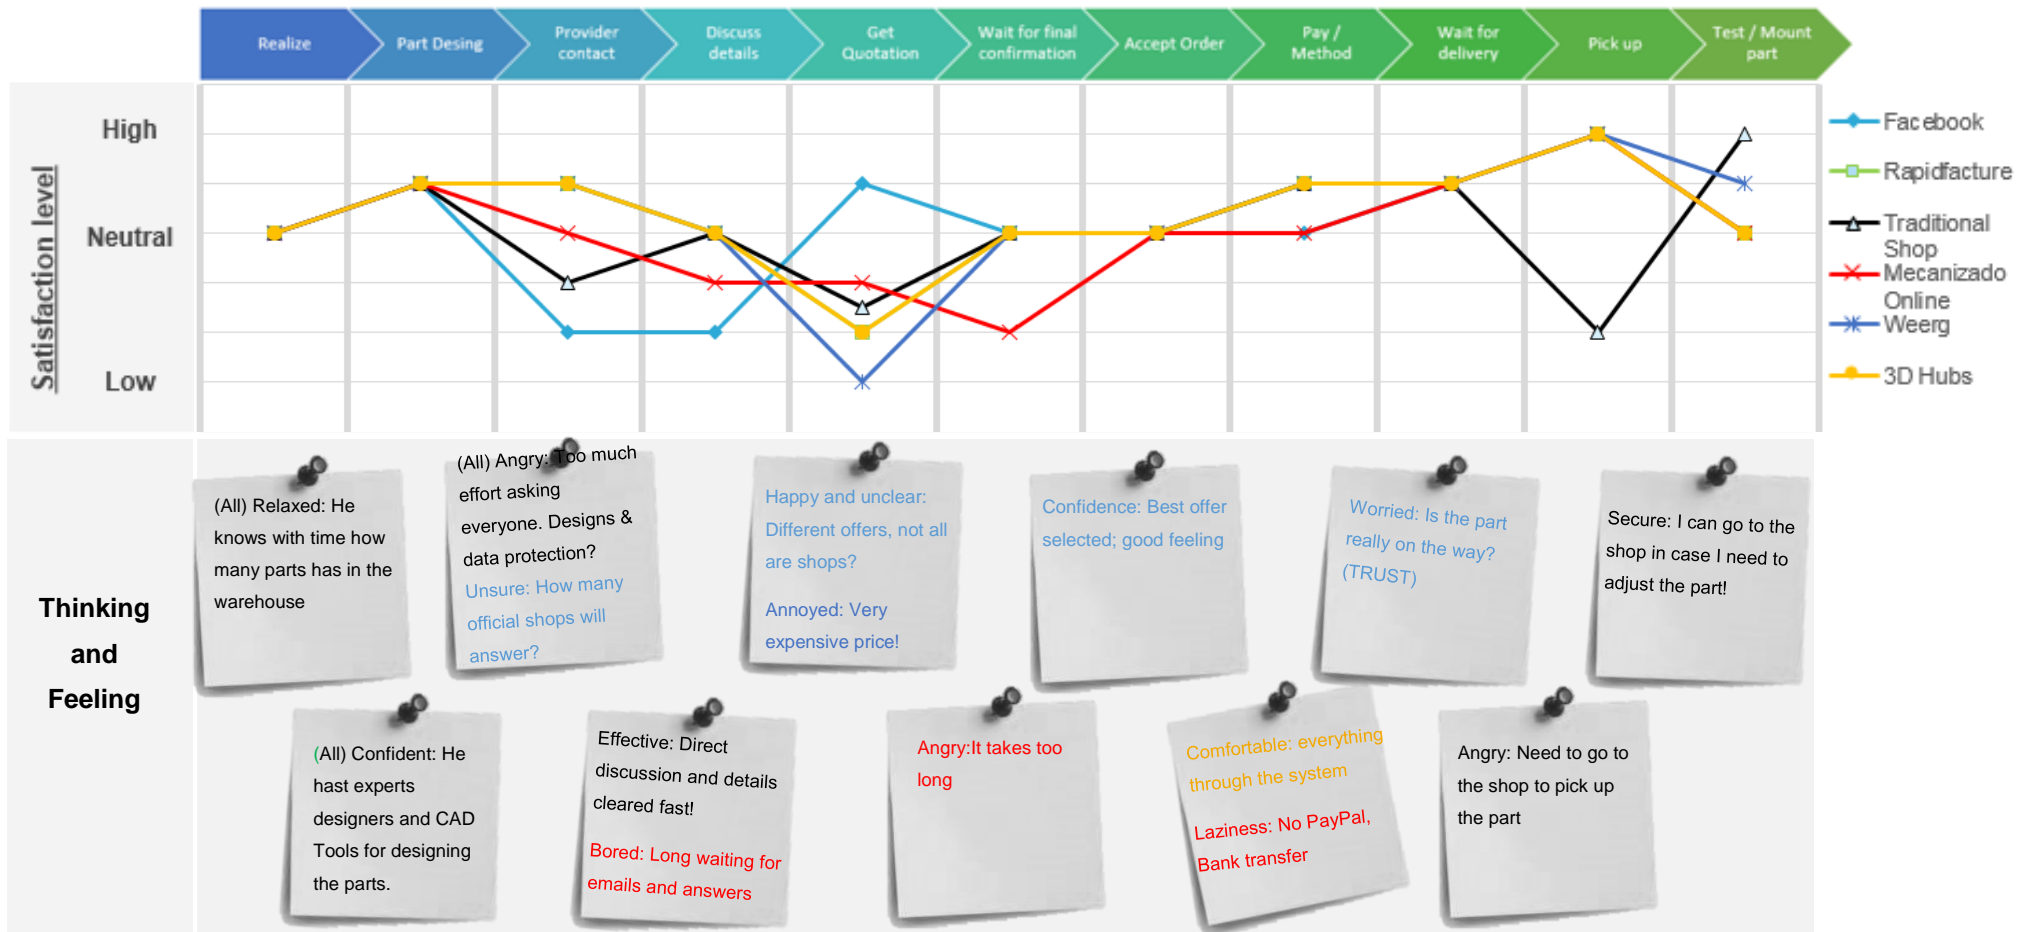 Realize
Part Desing
Provider
contact
Discuss
details
Get
Quotation
Wait for final
confirmation
Accept Order
Pay /
Method
Wait for
delivery
Pick up
Test / Mount
part
Satisfaction level
High
Neutral
Low
Facebook
Rapidfacture
Traditional
Shop
Mecanizado
Online
Weerg
3D Hubs
Thinking
and
Feeling
(All) Relaxed: He
knows with time how
many parts has in the
warehouse
(All) Angry: Too much
effort asking
everyone. Designs &
data protection?
Unsure: How many
official shops will
answer?
Happy and unclear:
Different offers, not all
are shops?
Annoyed: Very
expensive price!
Confidence: Best offer
selected; good feeling
Worried: Is the part
really on the way?
(TRUST)
Secure: I can go to the
shop in case I need to
adjust the part!
(All) Confident: He
hast experts
designers and CAD
Tools for designing
the parts.
Effective: Direct
discussion and details
cleared fast!
Bored: Long waiting for
emails and answers
Angry:It takes too
long
Comfortable: everything
through the system
Laziness: No PayPal,
Bank transfer
Angry: Need to go to
the shop to pick up
the part